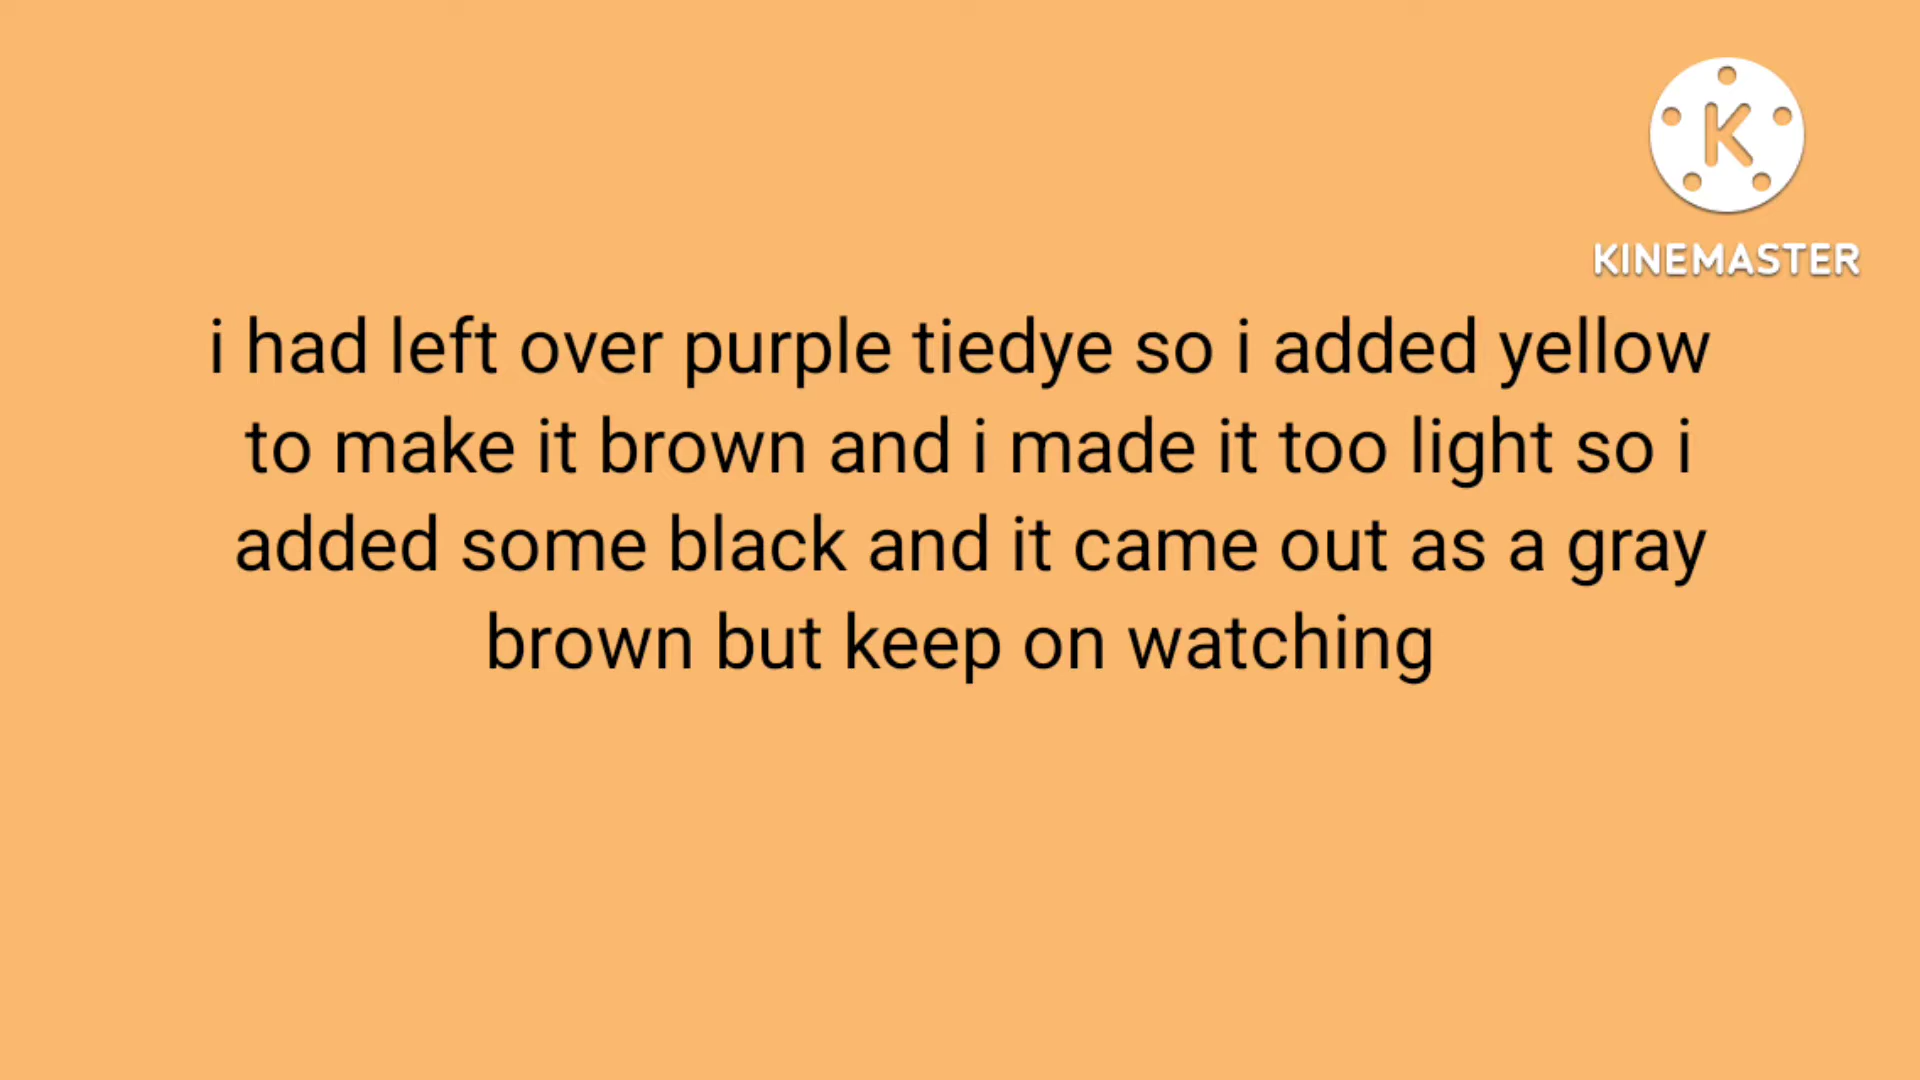 K
KINEMASTER
i had left over purple tiedye so i added yellow
to make it brown and i made it too light so i
added some black and it came out as a gray
brown but keep on watching